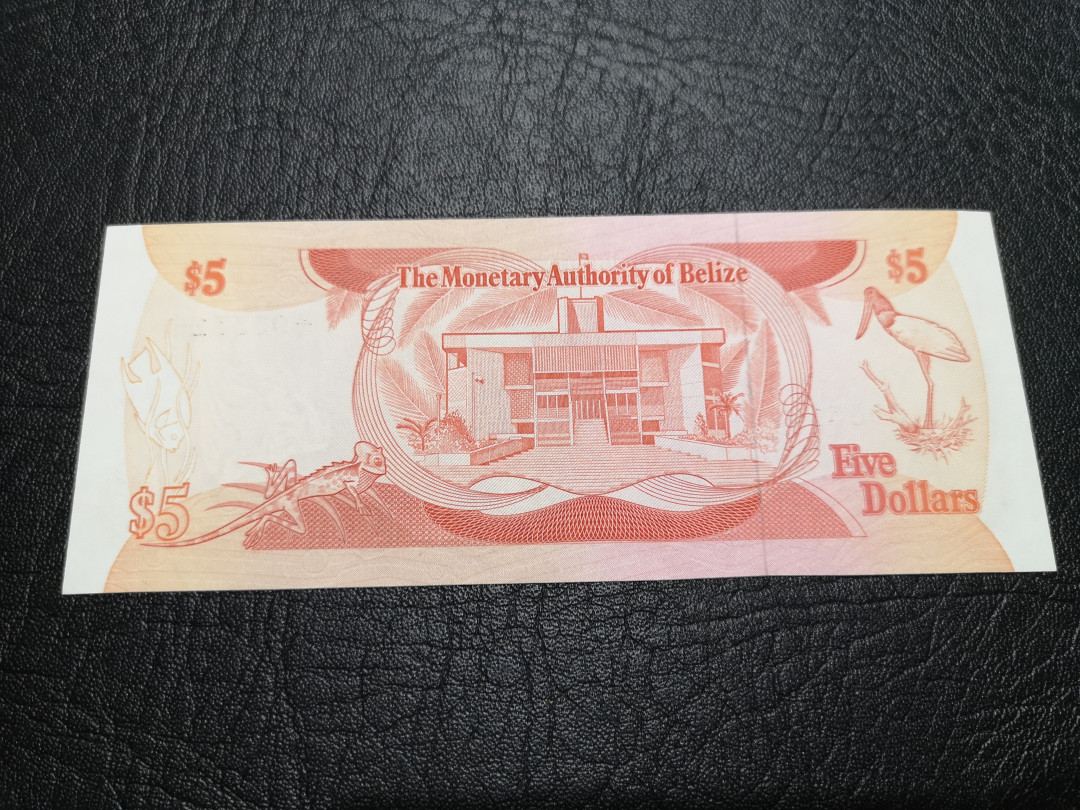 The Monetary Authority of Belize
$5
$5
$5
Five
Dollars